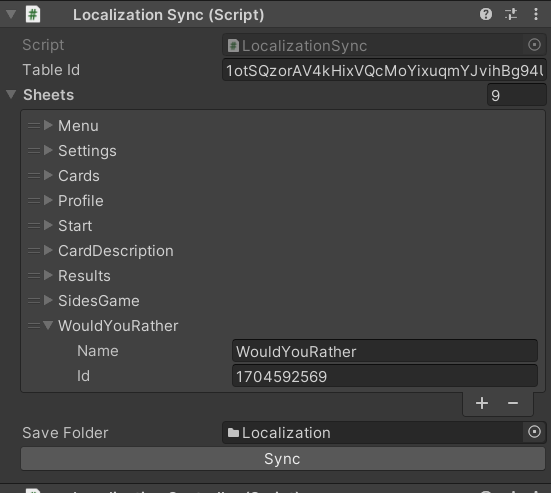 Localization Sync (Script)
Script LocalizationSync
Table Id 1otSQzorAV4kHixVQcMoYixuqmYJvihBg94U
Sheets 9
Menu
Settings
Cards
Profile
Start
CardDescription
Results
SidesGame
WouldYouRather
Name WouldYouRather
Id 1704592569
Save Folder Localization
Sync